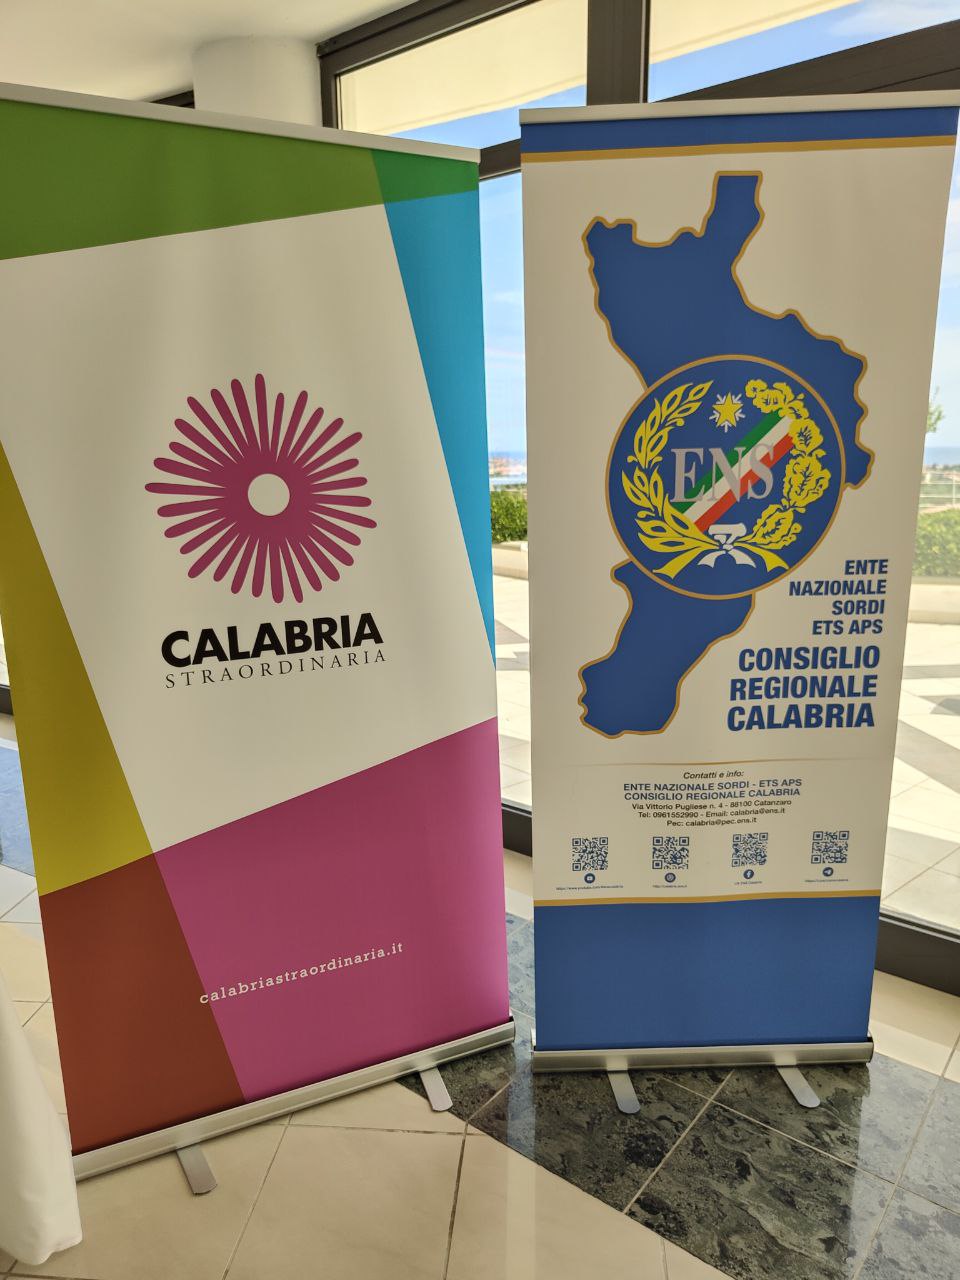 CALABRIA
STRAORDINARIA
calabriastraordinaria.it
ENS
ENTE
NAZIONALE
SORDI
ETS APS
CONSIGLIO
REGIONALE
CALABRIA
Contatti e info:
ENTE NAZIONALE SORDI - ETS APS
CONSIGLIO REGIONALE CALABRIA
Via Vittorio Pugliese n. 4 - 88100 Catanzaro
Tel: 0961552990 - Email: calabria@ens.it
Pec: calabria@pec.ens.it